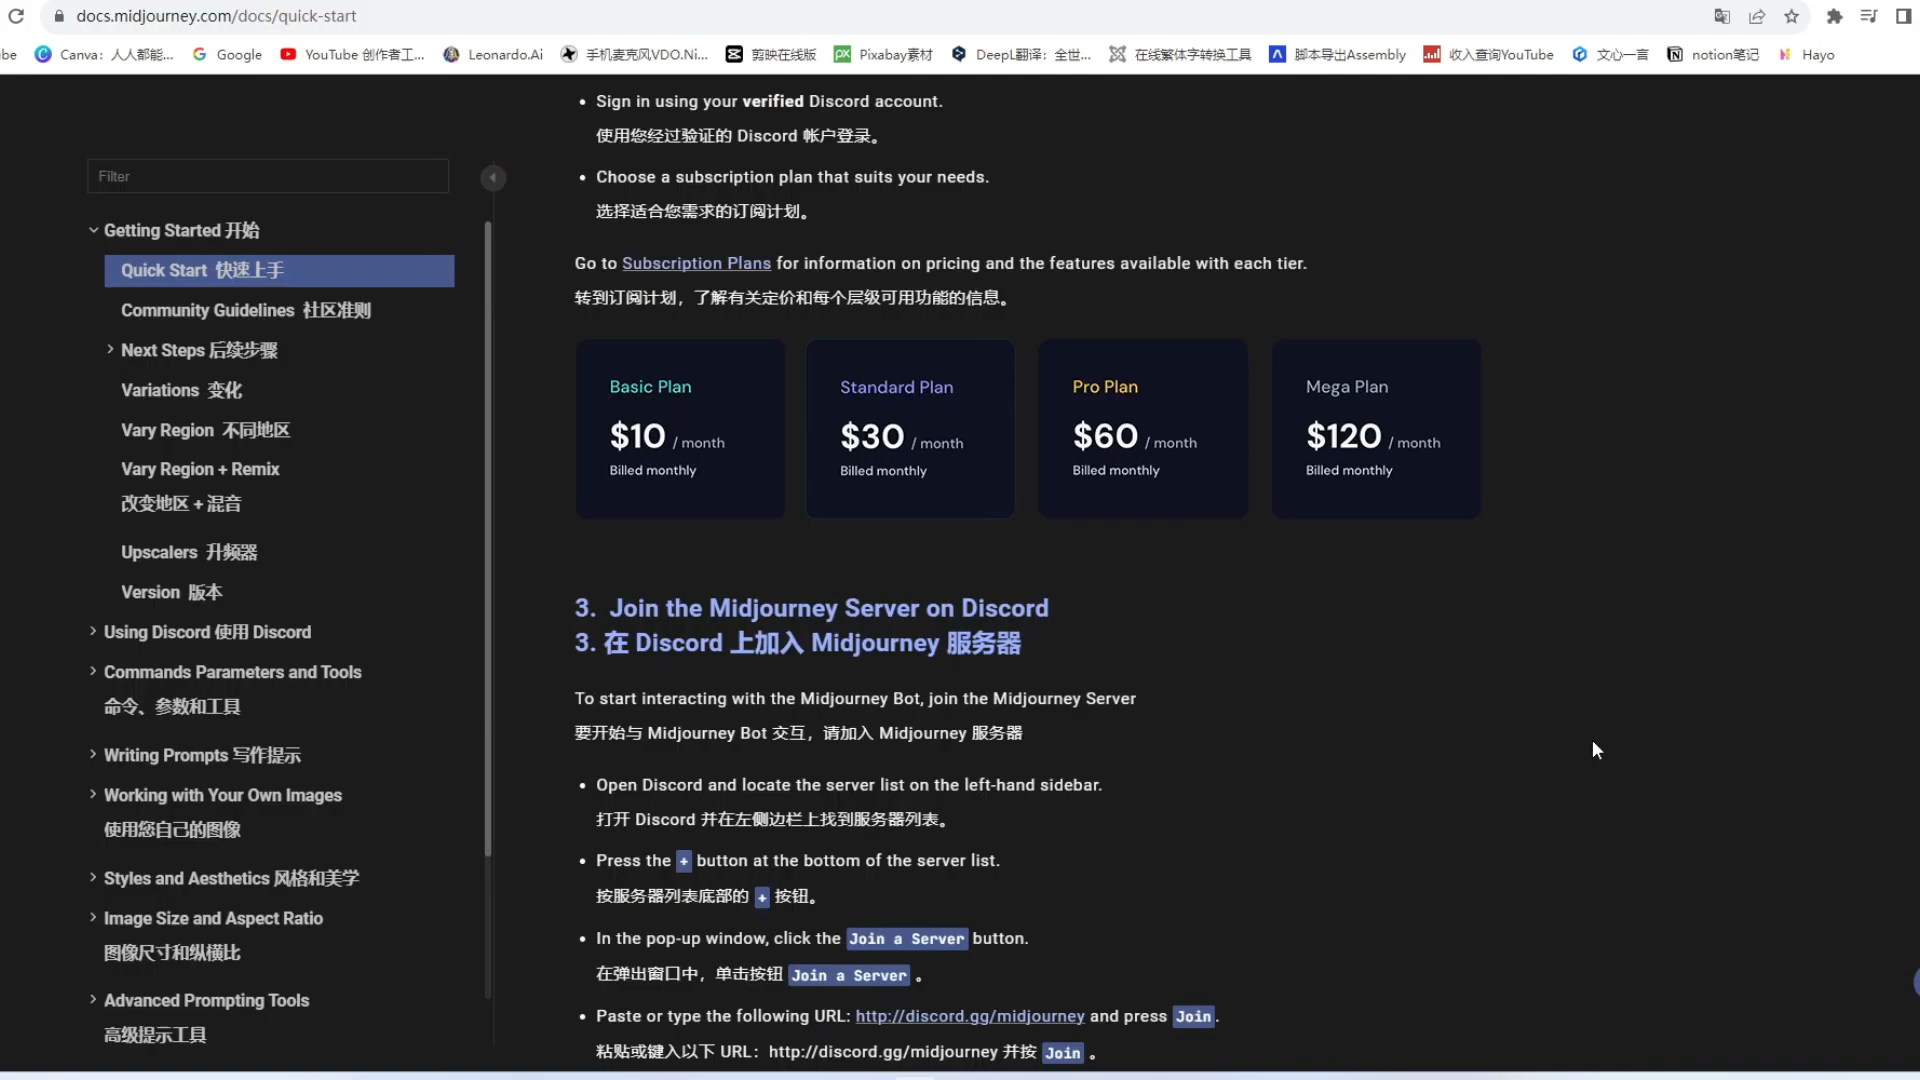 docs.midjourney.com/docs/quick-start
be
Canva：人人都能...
Google
YouTube 创作者工...
Leonardo.Ai
手机麦克风VDO.Ni...
剪映在线版
Pixabay素材
DeepL翻译：全世...
在线繁体字转换工具
脚本导出Assembly
收入查询YouTube
文心一言
notion笔记
Hayo
Filter
Getting Started 开始
Quick Start 快速上手
Community Guidelines 社区准则
Next Steps 后续步骤
Variations 变化
Vary Region 不同地区
Vary Region + Remix
改变地区 + 混音
Upscalers 升频器
Version 版本
Using Discord 使用 Discord
Commands Parameters and Tools
命令、参数和工具
Writing Prompts 写作提示
Working with Your Own Images
使用您自己的图像
Styles and Aesthetics 风格和美学
Image Size and Aspect Ratio
图像尺寸和纵横比
Advanced Prompting Tools
高级提示工具
Sign in using your verified Discord account.
使用您经过验证的 Discord 帐户登录。
Choose a subscription plan that suits your needs.
选择适合您需求的订阅计划。
Go to Subscription Plans for information on pricing and the features available with each tier.
转到订阅计划，了解有关定价和每个层级可用功能的信息。
Basic Plan
$10 / month
Billed monthly
Standard Plan
$30 / month
Billed monthly
Pro Plan
$60 / month
Billed monthly
Mega Plan
$120 / month
Billed monthly
3. Join the Midjourney Server on Discord
3. 在 Discord 上加入 Midjourney 服务器
To start interacting with the Midjourney Bot, join the Midjourney Server
要开始与 Midjourney Bot 交互，请加入 Midjourney 服务器
Open Discord and locate the server list on the left-hand sidebar.
打开 Discord 并在左侧边栏上找到服务器列表。
Press the + button at the bottom of the server list.
按服务器列表底部的 + 按钮。
In the pop-up window, click the Join a Server button.
在弹出窗口中，单击按钮 Join a Server 。
Paste or type the following URL: http://discord.gg/midjourney and press Join.
粘贴或键入以下 URL：http://discord.gg/midjourney 并按 Join 。